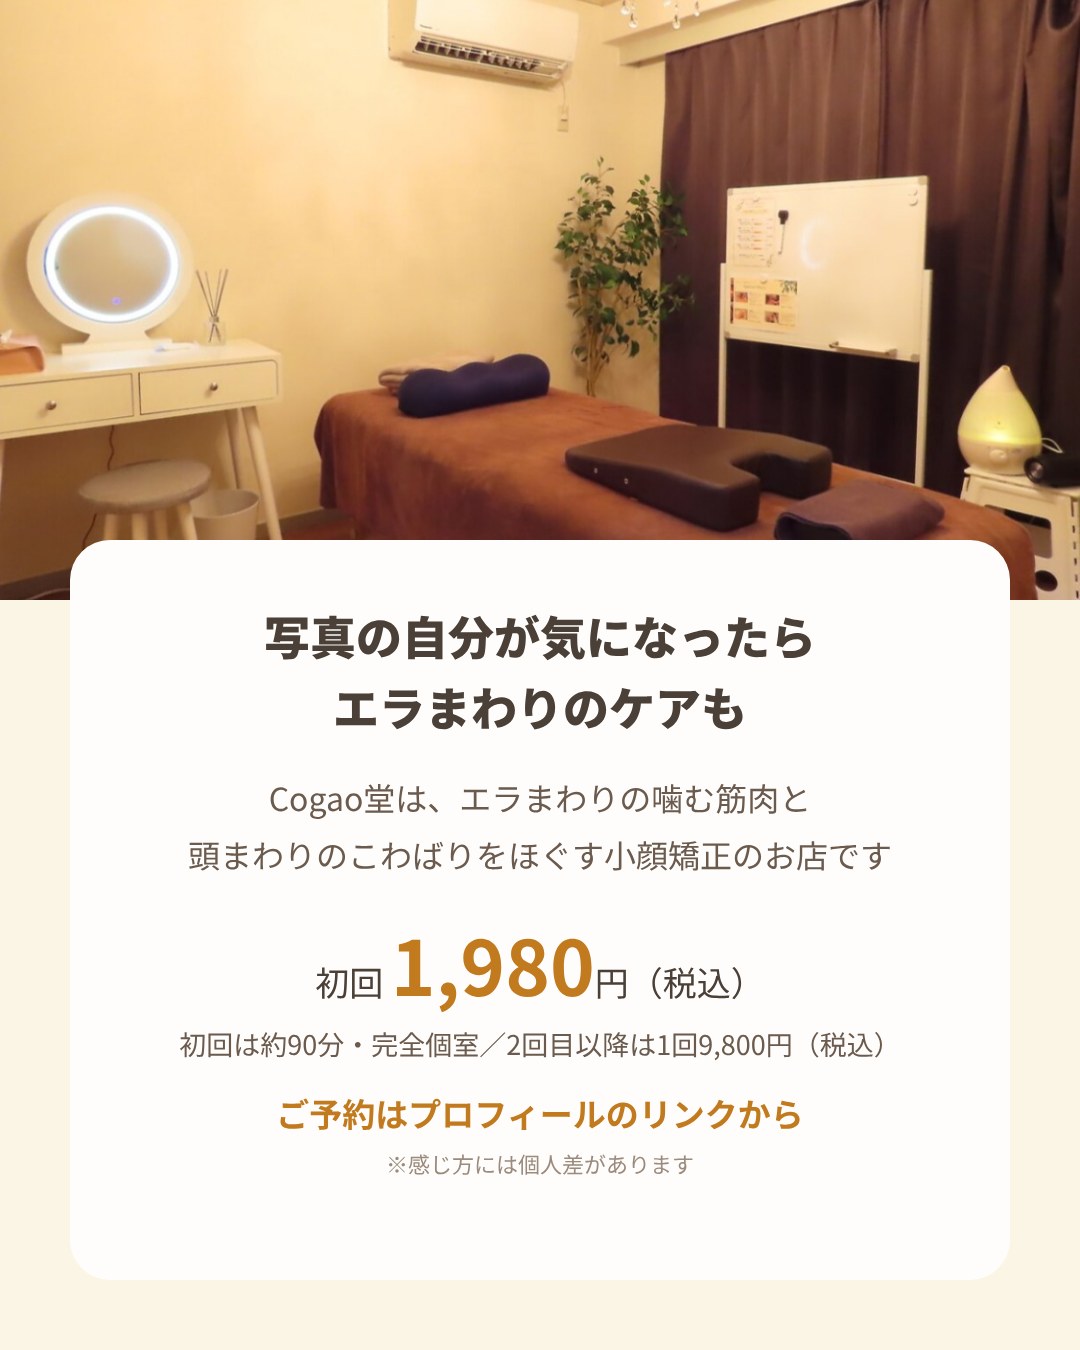 写真の自分が気になったら
エラまわりのケアも
Cogao堂は、エラまわりの噛む筋肉と
頭まわりのこわばりをほぐす小顔矯正のお店です
初回 1,980円（税込）
初回は約90分・完全個室／2回目以降は1回9,800円（税込）
ご予約はプロフィールのリンクから
※感じ方には個人差があります